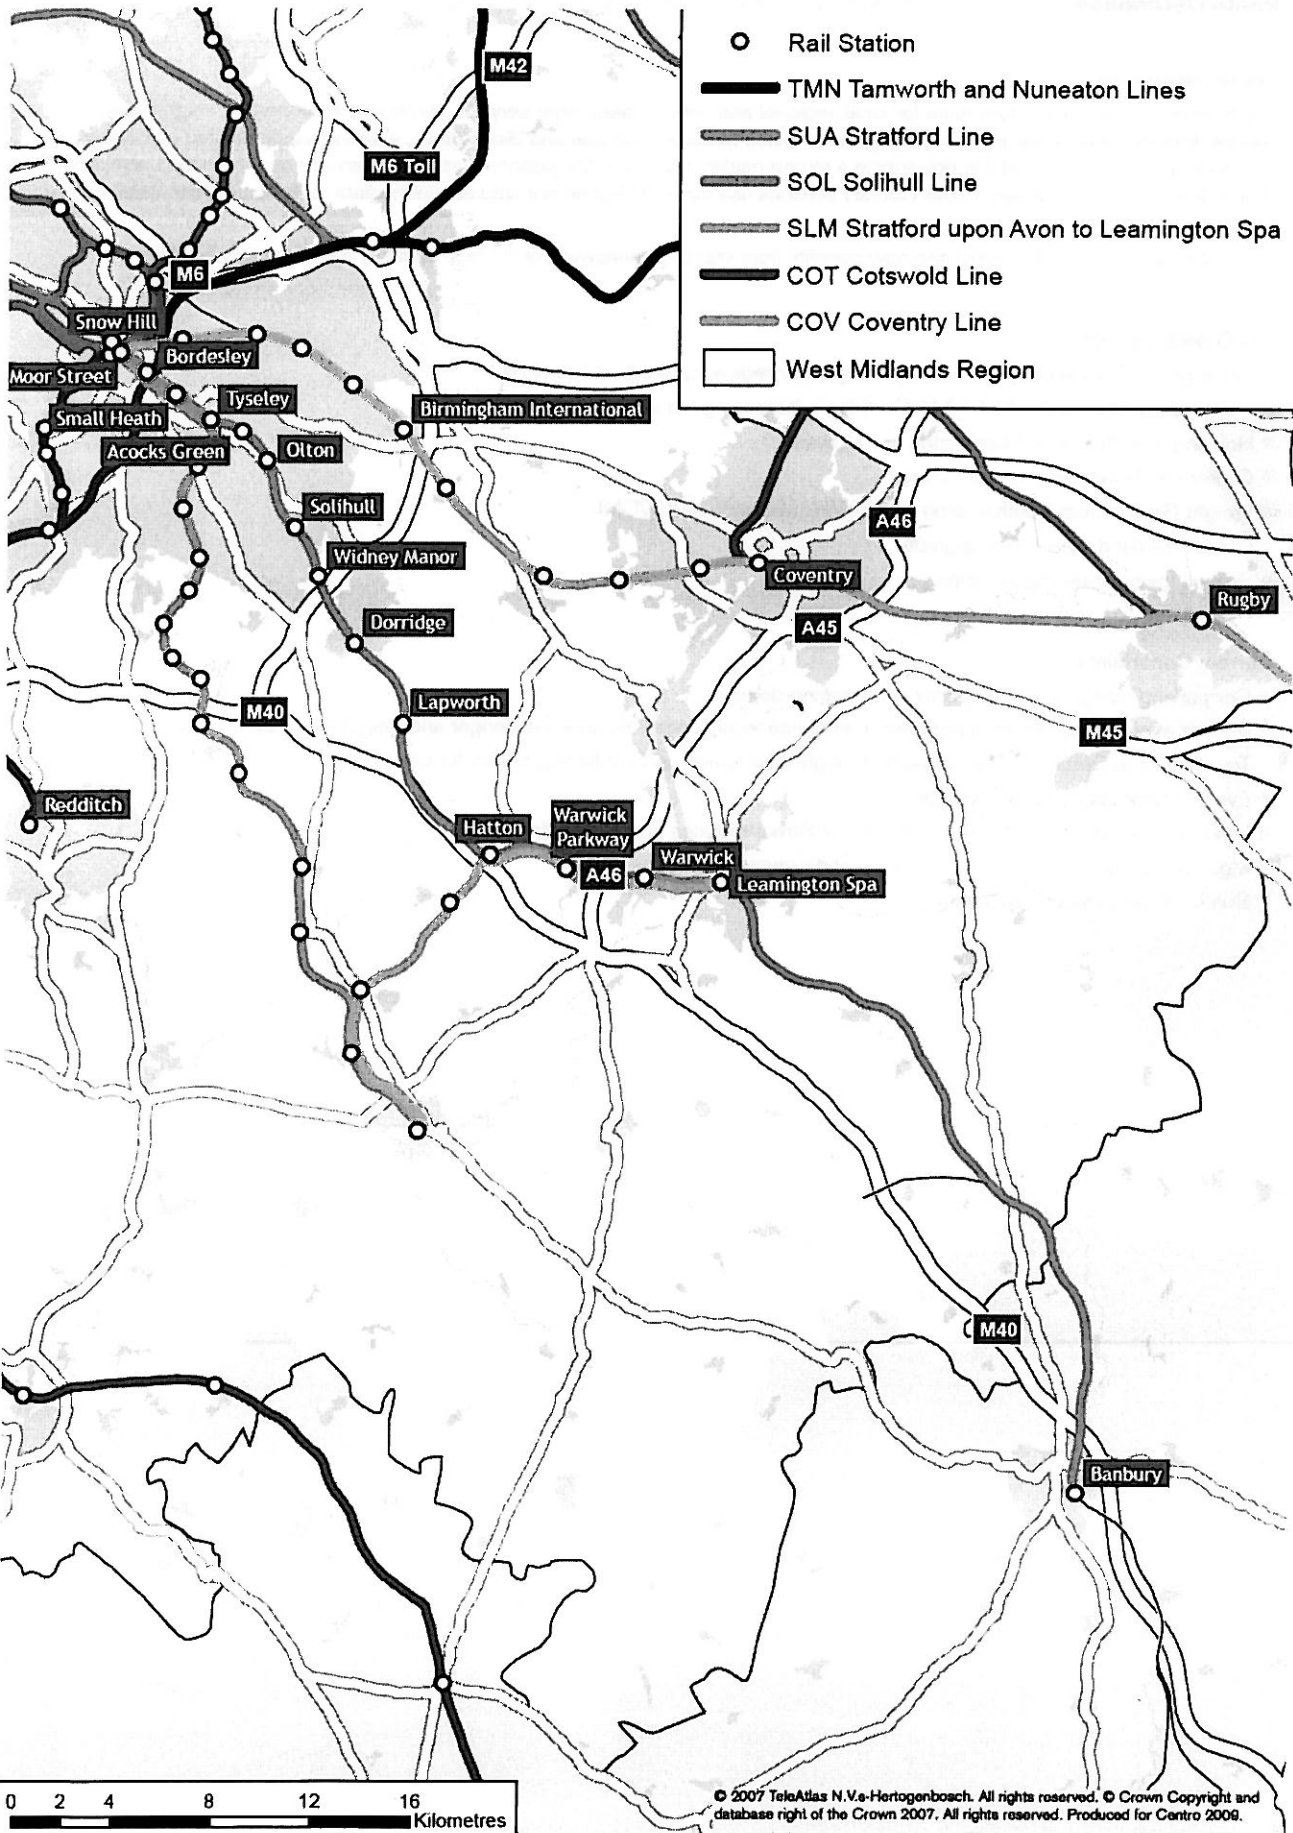 Rail Station
TMN Tamworth and Nuneaton Lines
SUA Stratford Line
SOL Solihull Line
SLM Stratford upon Avon to Leamington Spa
COT Cotswold Line
COV Coventry Line
West Midlands Region
M42
M6 Toll
M6
Snow Hill
Bordesley
Moor Street
Tyseley
Small Heath
Birmingham International
Acocks Green
Olton
Solihull
A46
Widney Manor
Coventry
Rugby
Dorridge
A45
Lapworth
M40
M45
Redditch
Hatton
Warwick
Parkway
Warwick
A46
Leamington Spa
M40
Banbury
0 2 4 8 12 16
Kilometres
© 2007 TeleAtlas N.V.s-Hertogenbosch. All rights reserved. © Crown Copyright and
database right of the Crown 2007. All rights reserved. Produced for Centro 2009.